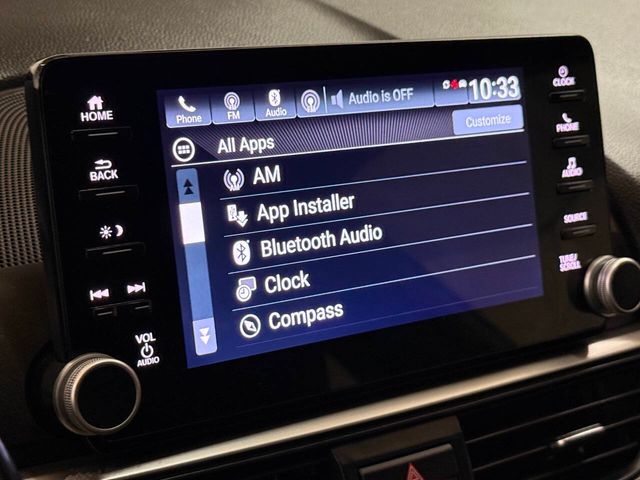 HOME
BACK
VOL
AUDIO
Phone
FM
Audio
FM
Audio is OFF
10:33
All Apps
Customize
AM
App Installer
Bluetooth Audio
Clock
Compass
CLOCK
PHONE
AUDIO
SOURCE
TUNE/
SCROLL